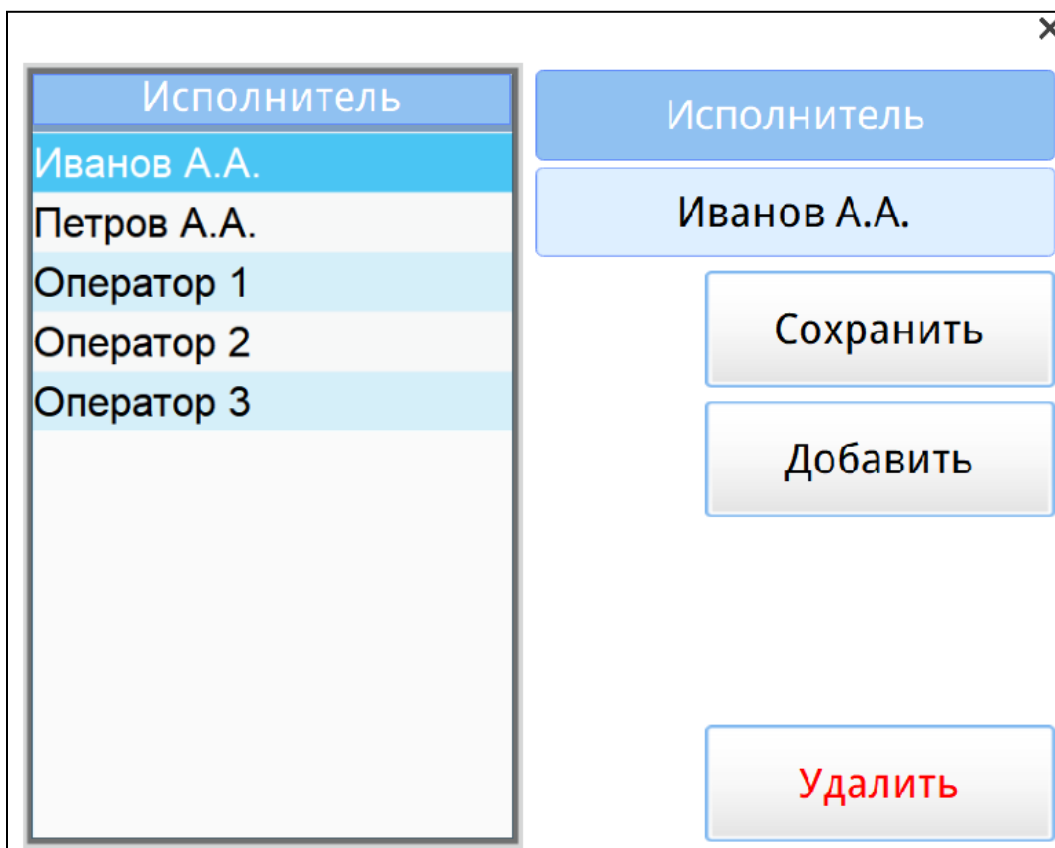 Исполнитель
Иванов А.А.
Петров А.А.
Оператор 1
Оператор 2
Оператор 3
Исполнитель
Иванов А.А.
Сохранить
Добавить
Удалить